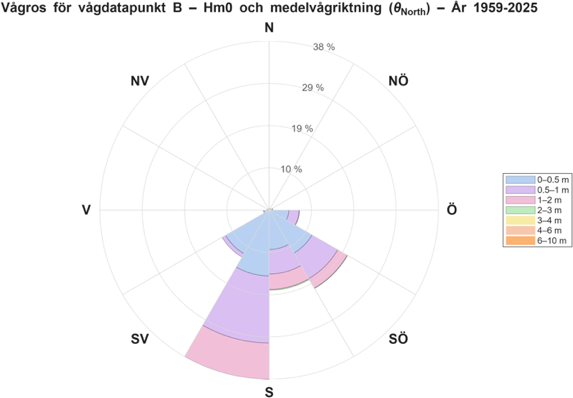 Vågros för vågdatapunkt B – Hm0 och medelvågriktning (θNorth) – År 1959-2025
N
38 %
NV
NÖ
29 %
19 %
10 %
0–0.5 m
0.5–1 m
1–2 m
2–3 m
3–4 m
4–6 m
6–10 m
V
Ö
SV
SÖ
S